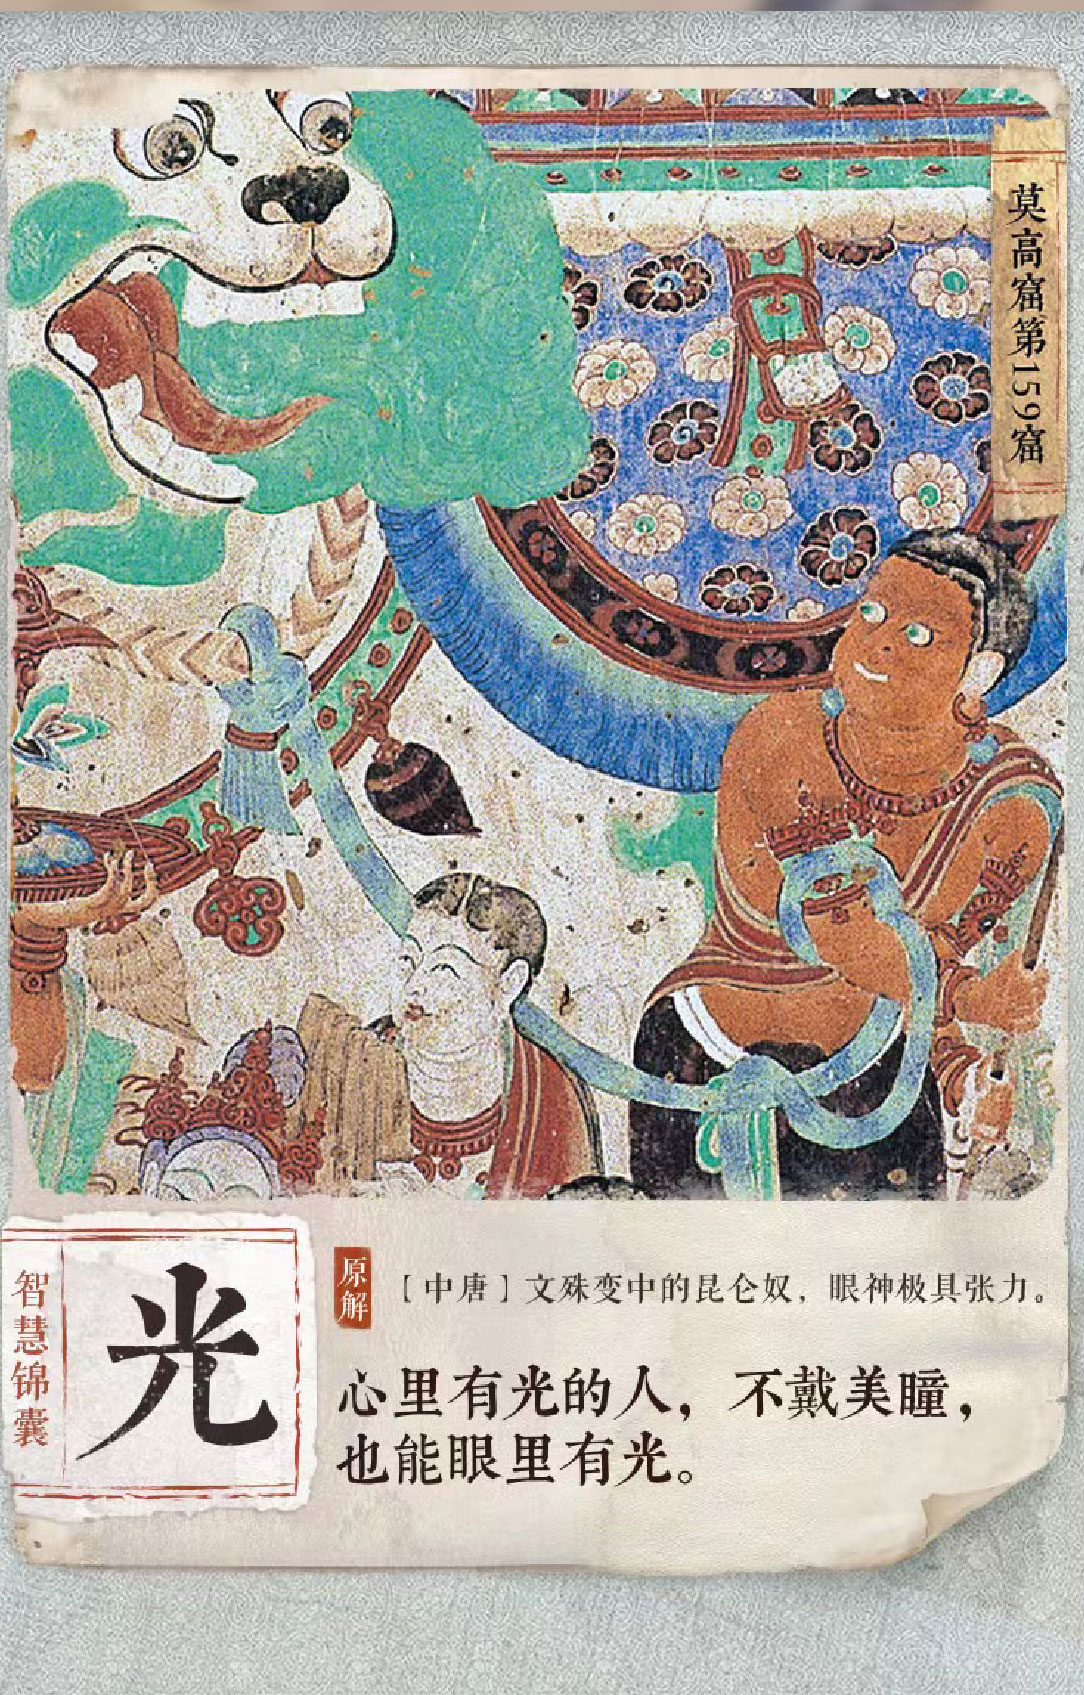 莫高窟第159窟
智慧锦囊
光
原解
【中唐】文殊变中的昆仑奴，眼神极具张力。
心里有光的人，不戴美瞳，
也能眼里有光。